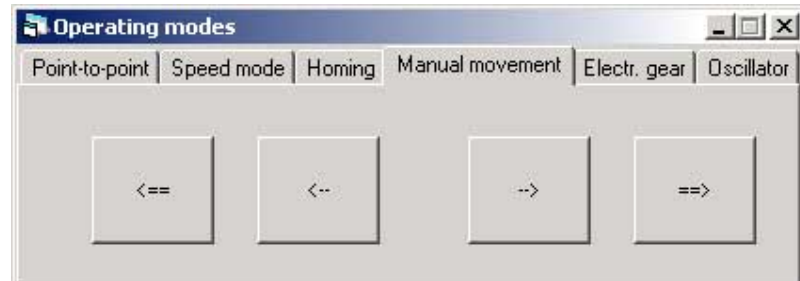 Operating modes
Point-to-point Speed mode Homing Manual movement Electr. gear Oscillator
<== <-- --> ==>